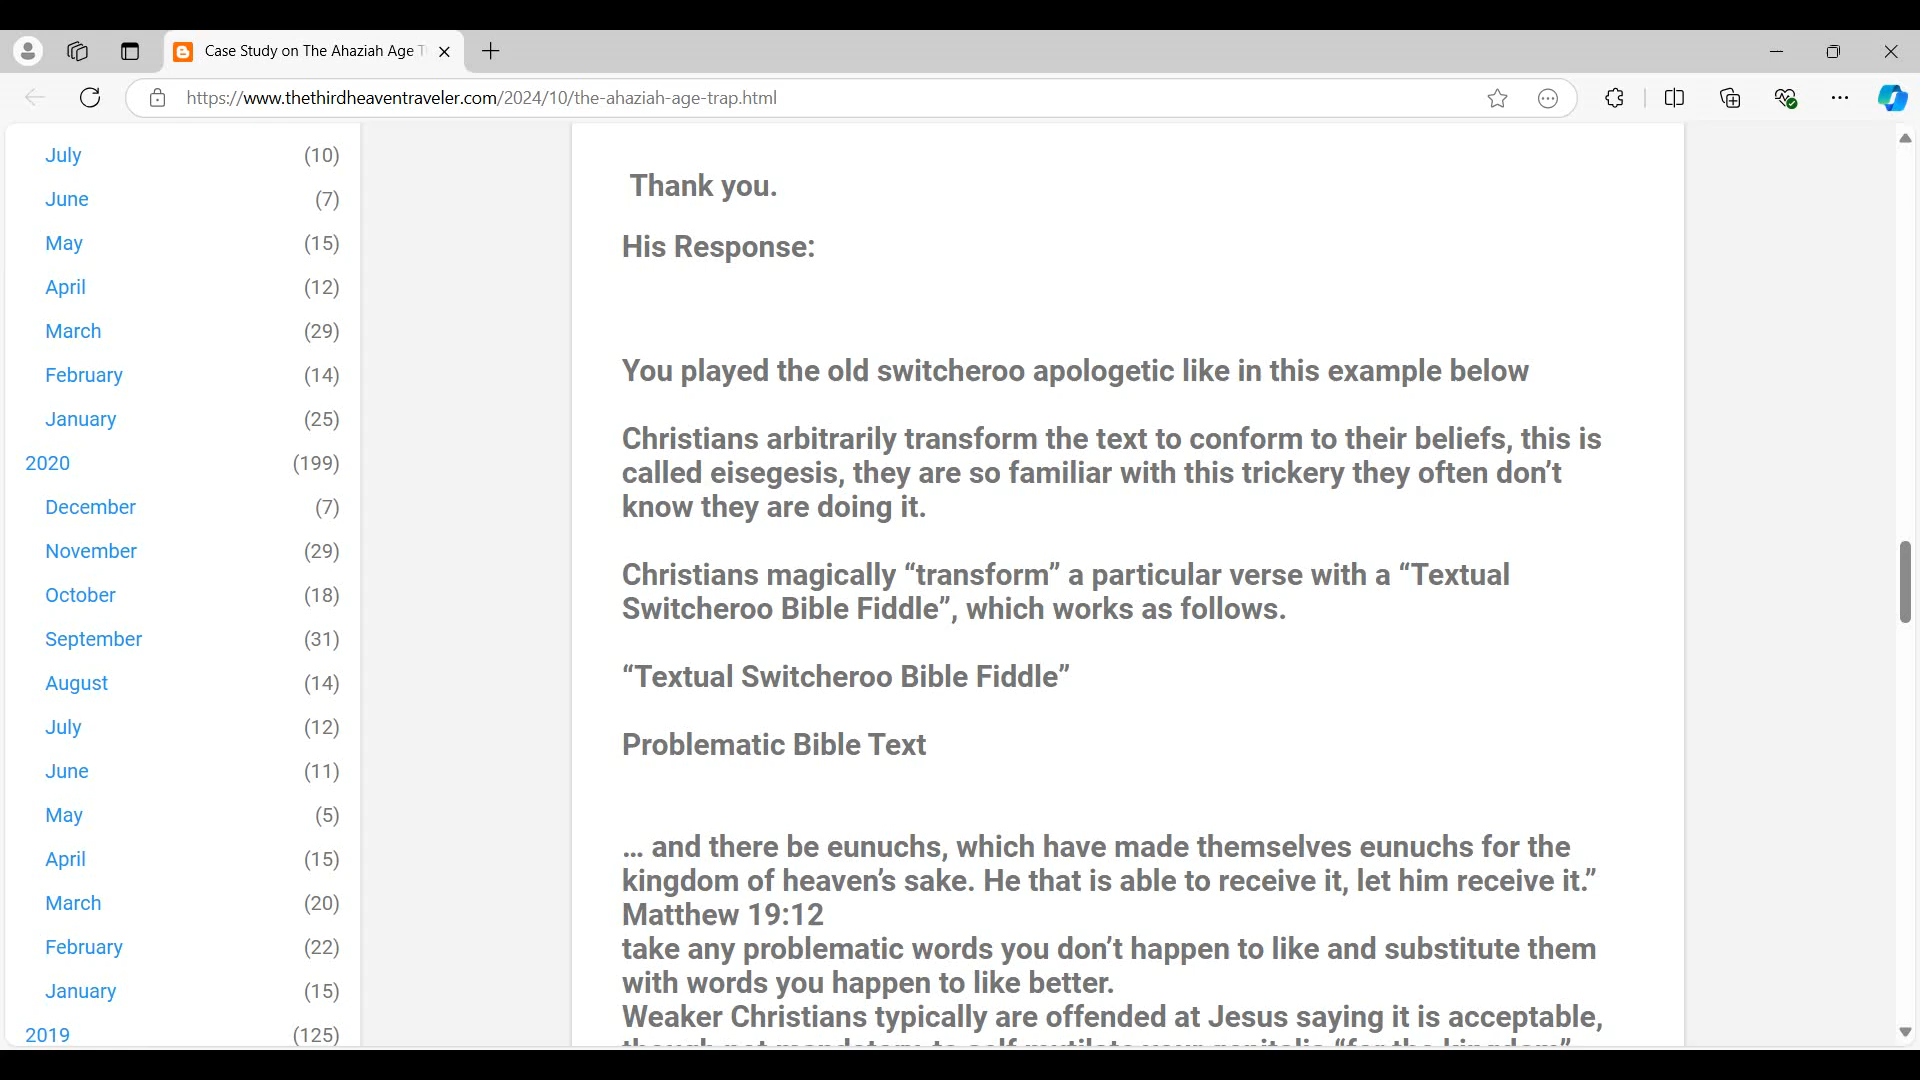 Case Study on The Ahaziah Age
https://www.thethirdheaventraveler.com/2024/10/the-ahaziah-age-trap.html
July (10)
June (7)
May (15)
April (12)
March (29)
February (14)
January (25)
2020 (199)
December (7)
November (29)
October (18)
September (31)
August (14)
July (12)
June (11)
May (5)
April (15)
March (20)
February (22)
January (15)
2019 (125)
Thank you.
His Response:
You played the old switcheroo apologetic like in this example below
Christians arbitrarily transform the text to conform to their beliefs, this is
called eisegesis, they are so familiar with this trickery they often don’t
know they are doing it.
Christians magically “transform” a particular verse with a “Textual
Switcheroo Bible Fiddle”, which works as follows.
“Textual Switcheroo Bible Fiddle”
Problematic Bible Text
... and there be eunuchs, which have made themselves eunuchs for the
kingdom of heaven’s sake. He that is able to receive it, let him receive it.”
Matthew 19:12
take any problematic words you don’t happen to like and substitute them
with words you happen to like better.
Weaker Christians typically are offended at Jesus saying it is acceptable,